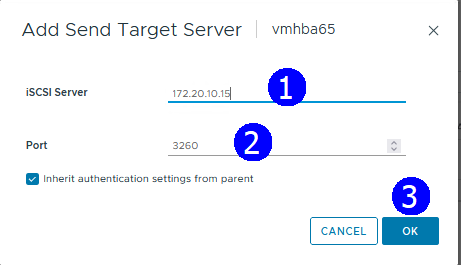 Add Send Target Server | vmhba65 ×
iSCSI Server 172.20.10.15 1
Port 3260 2
Inherit authentication settings from parent
3
CANCEL OK